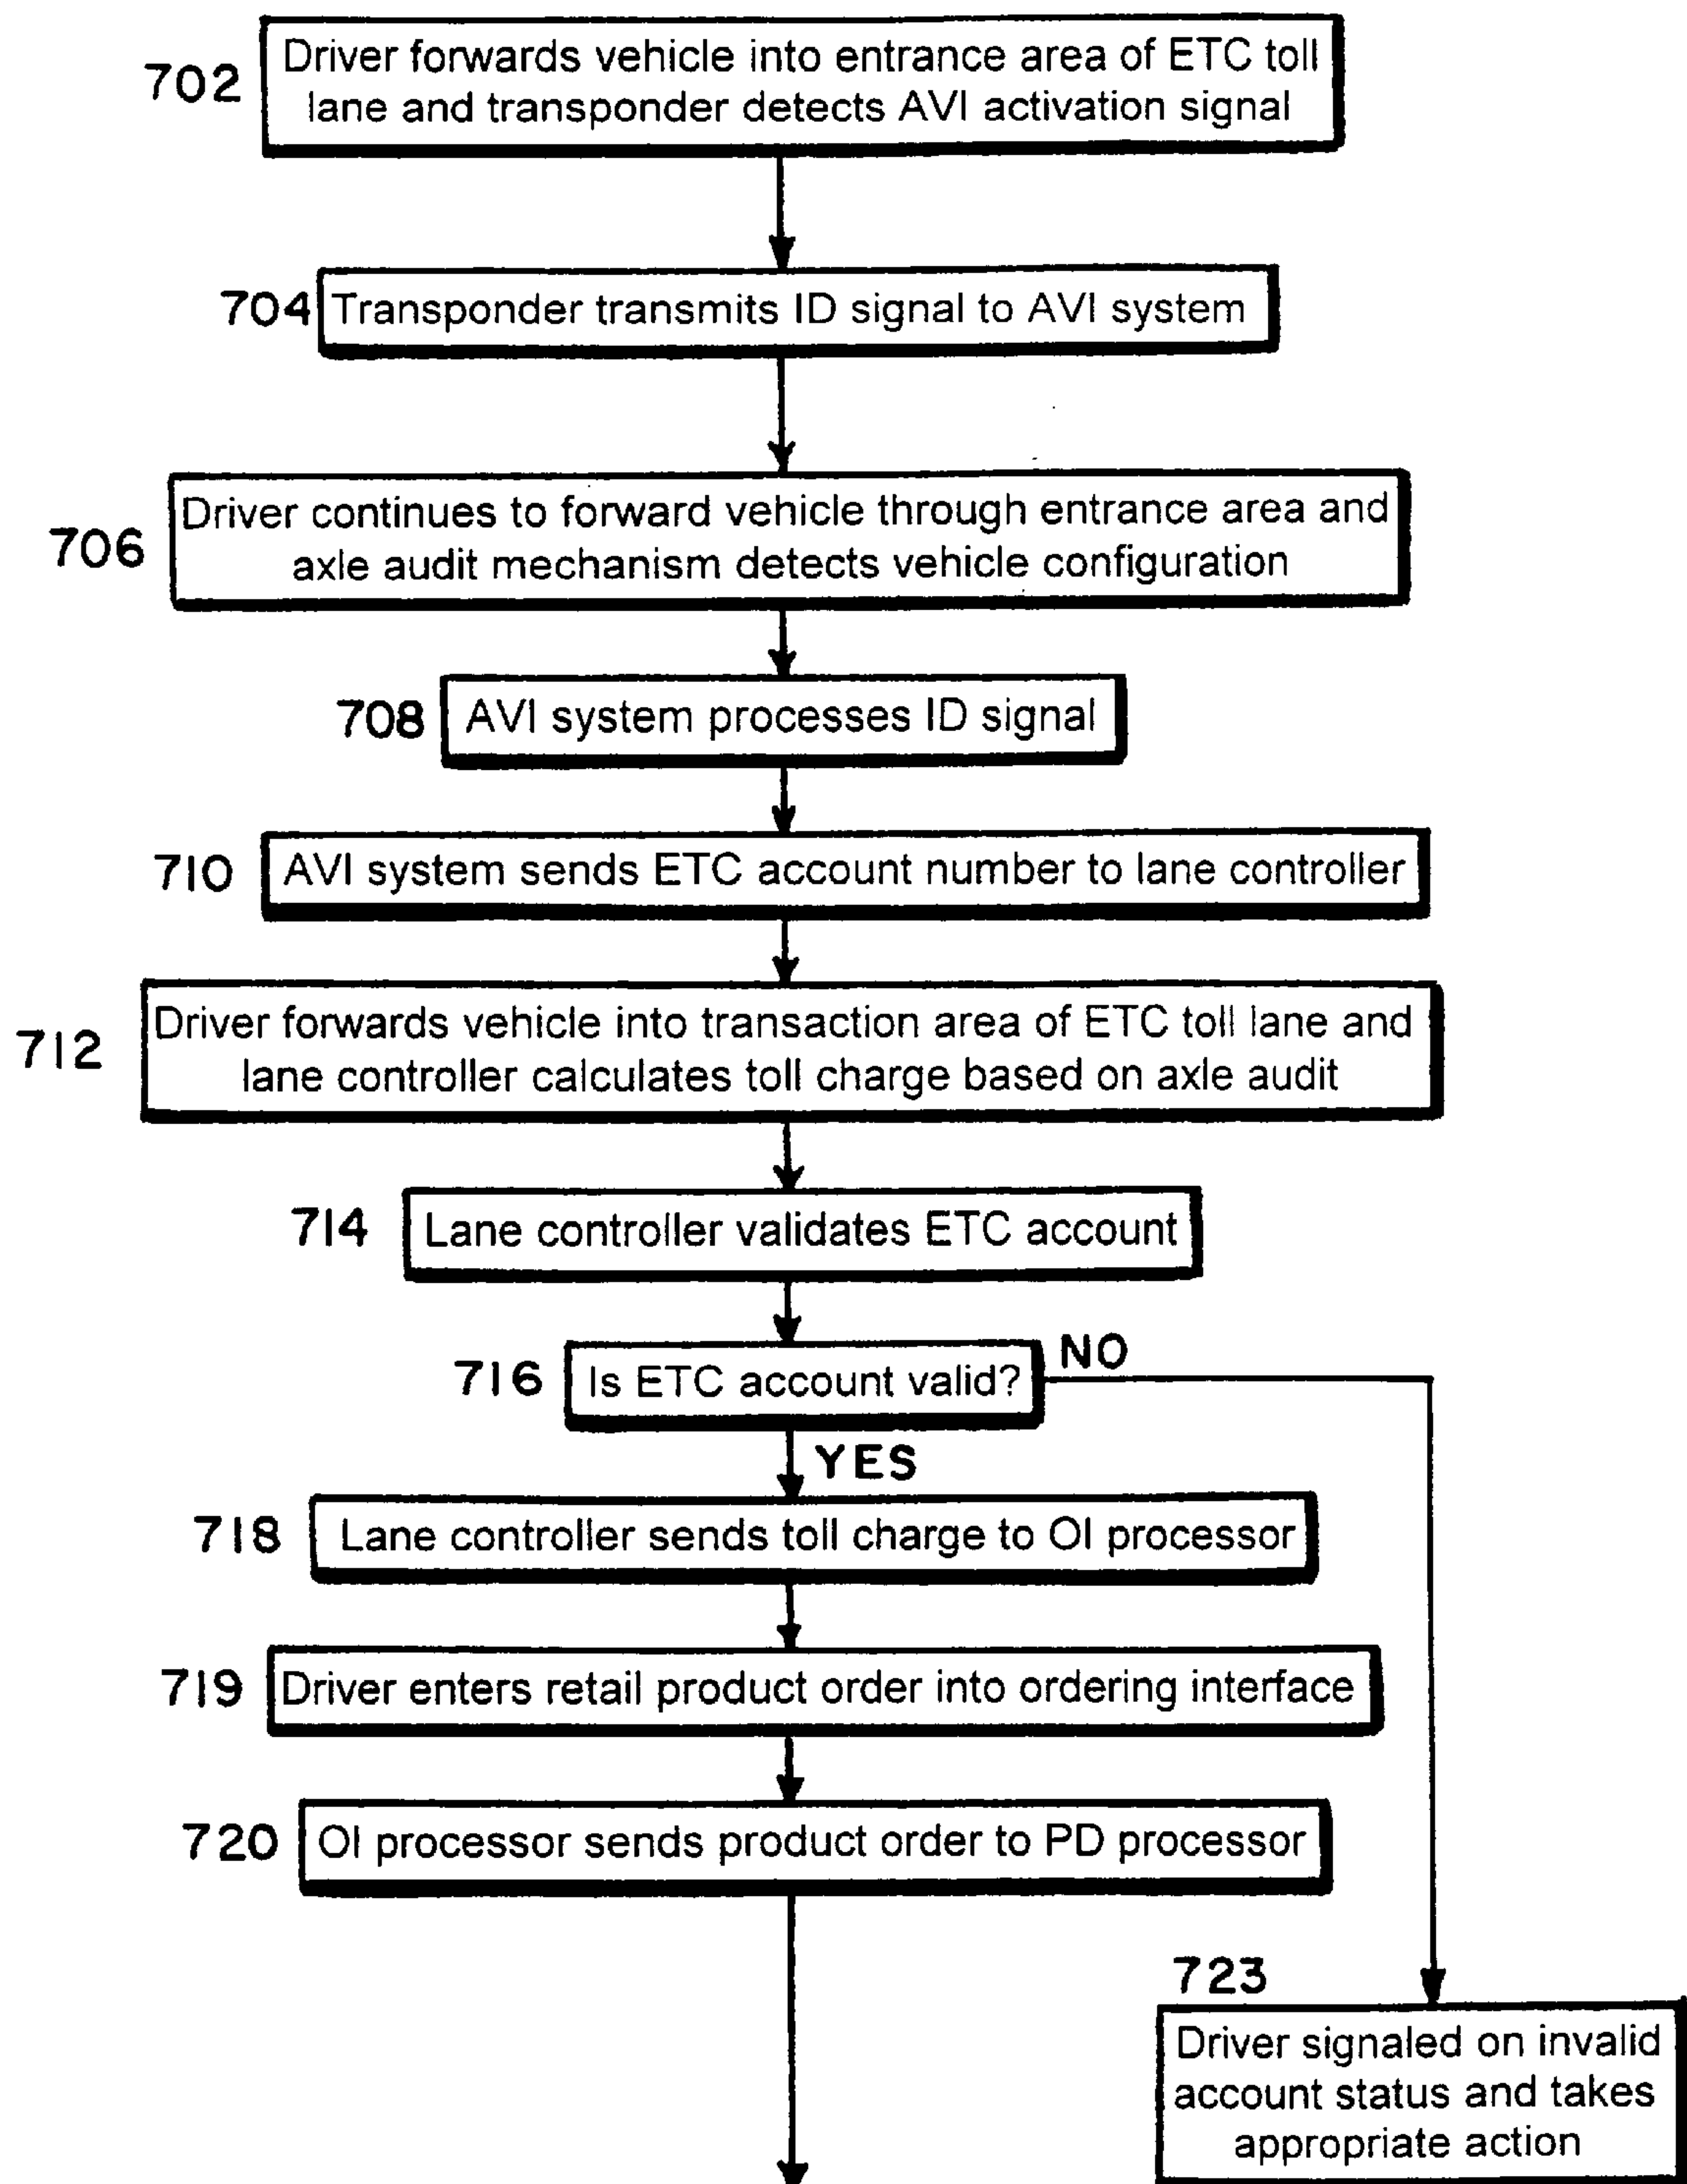 702
Driver forwards vehicle into entrance area of ETC toll
lane and transponder detects AVI activation signal
704
Transponder transmits ID signal to AVI system
706
Driver continues to forward vehicle through entrance area and
axle audit mechanism detects vehicle configuration
708
AVI system processes ID signal
710
AVI system sends ETC account number to lane controller
712
Driver forwards vehicle into transaction area of ETC toll lane and
lane controller calculates toll charge based on axle audit
714
Lane controller validates ETC account
716
Is ETC account valid?
NO
YES
718
Lane controller sends toll charge to OI processor
719
Driver enters retail product order into ordering interface
720
OI processor sends product order to PD processor
723
Driver signaled on invalid
account status and takes
appropriate action